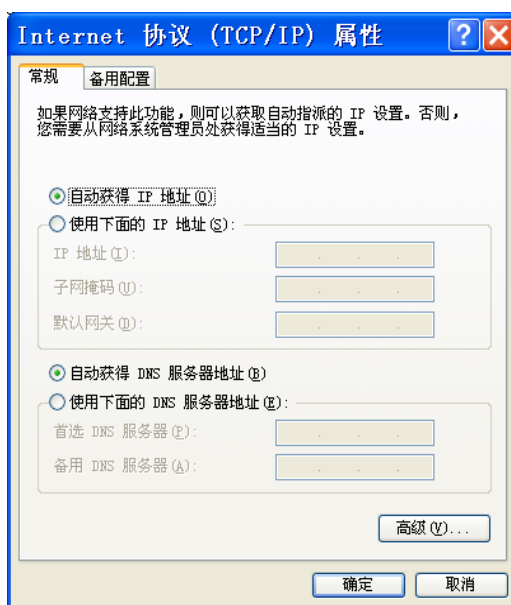 Internet 协议 (TCP/IP) 属性
常规 备用配置
如果网络支持此功能，则可以获取自动指派的 IP 设置。否则，
您需要从网络系统管理员处获得适当的 IP 设置。
自动获得 IP 地址(O)
使用下面的 IP 地址(S):
IP 地址(I):
子网掩码(U):
默认网关(D):
自动获得 DNS 服务器地址(B)
使用下面的 DNS 服务器地址(E):
首选 DNS 服务器(P):
备用 DNS 服务器(A):
高级(V)...
确定 取消